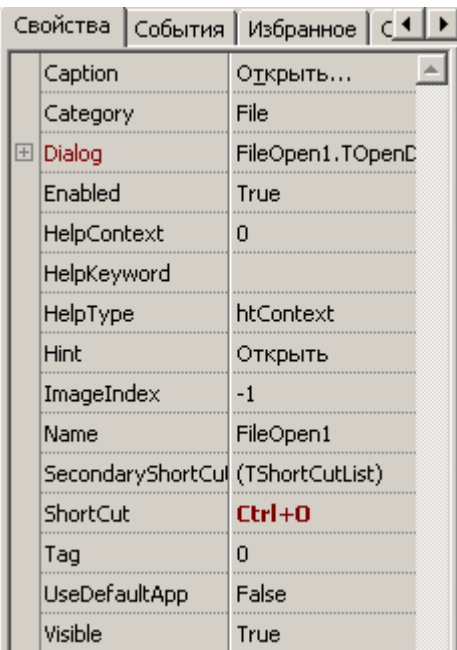 Свойства События Избранное С
Caption Открыть...
Category File
Dialog FileOpen1.TOpenD
Enabled True
HelpContext 0
HelpKeyword
HelpType htContext
Hint Открыть
ImageIndex -1
Name FileOpen1
SecondaryShortCut (TShortCutList)
ShortCut Ctrl+O
Tag 0
UseDefaultApp False
Visible True